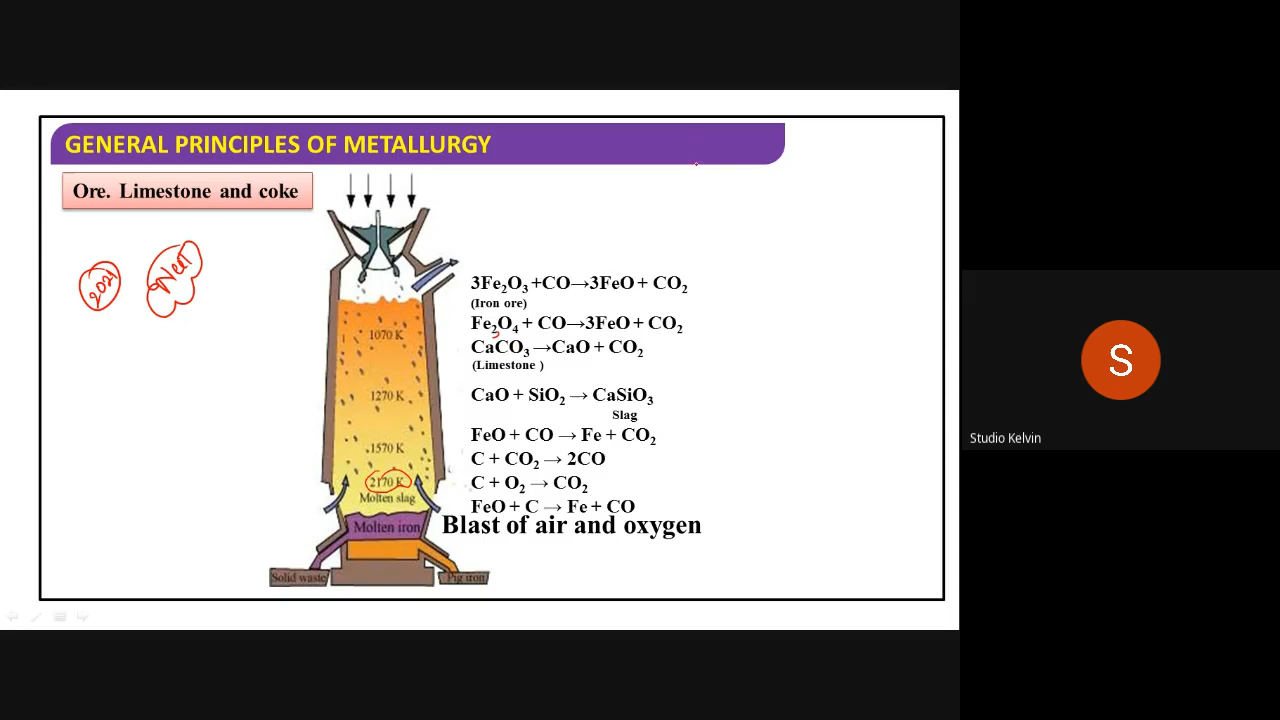 GENERAL PRINCIPLES OF METALLURGY
Ore. Limestone and coke
2021
Neet
3Fe₂O₃ +CO→3FeO + CO₂
(Iron ore)
Fe₂O₄ + CO→3FeO + CO₂
3
CaCO₃ →CaO + CO₂
(Limestone )
CaO + SiO₂ → CaSiO₃
Slag
FeO + CO → Fe + CO₂
C + CO₂ → 2CO
C + O₂ → CO₂
FeO + C → Fe + CO
Blast of air and oxygen
1070 K
1270 K
1570 K
2170 K
Molten slag
Molten iron
Solid waste
Pig iron
S
Studio Kelvin